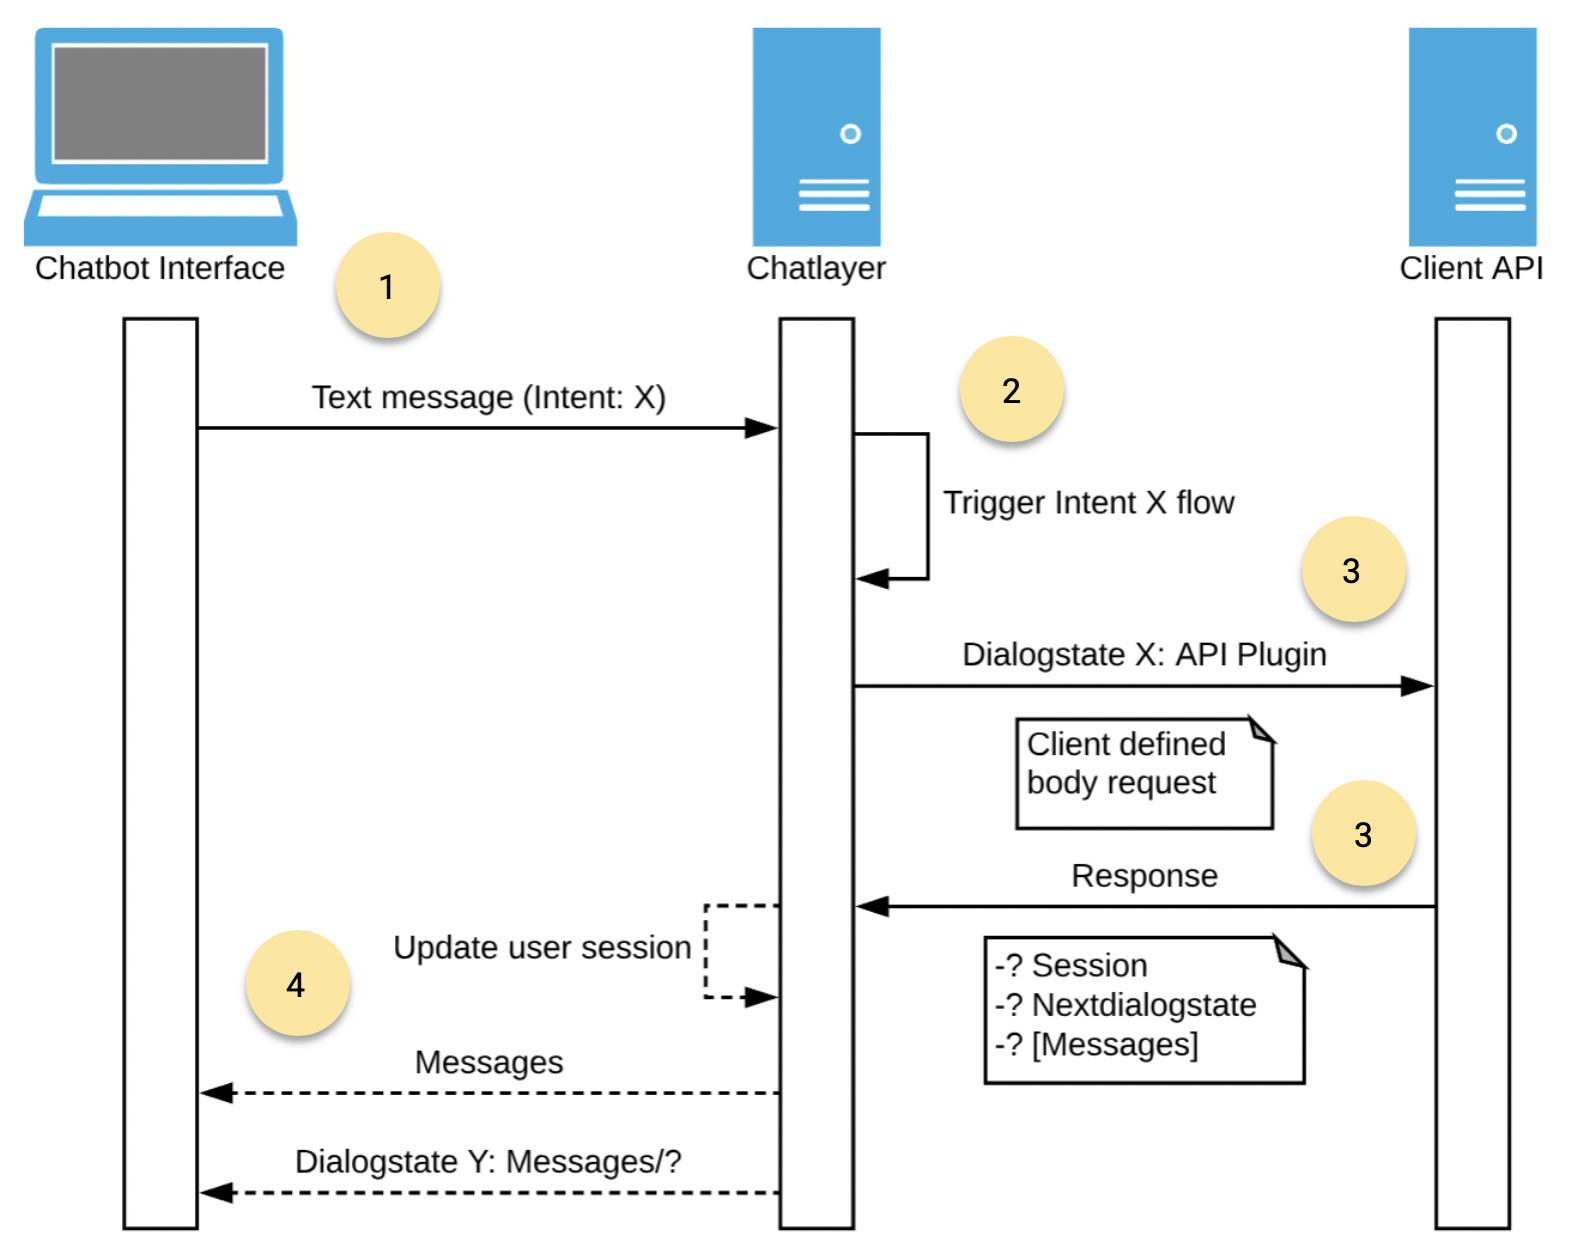 Chatbot Interface
Chatlayer
Client API
1
Text message (Intent: X)
2
Trigger Intent X flow
3
Dialogstate X: API Plugin
Client defined
body request
3
Response
Update user session
-? Session
-? Nextdialogstate
-? [Messages]
4
Messages
Dialogstate Y: Messages/?